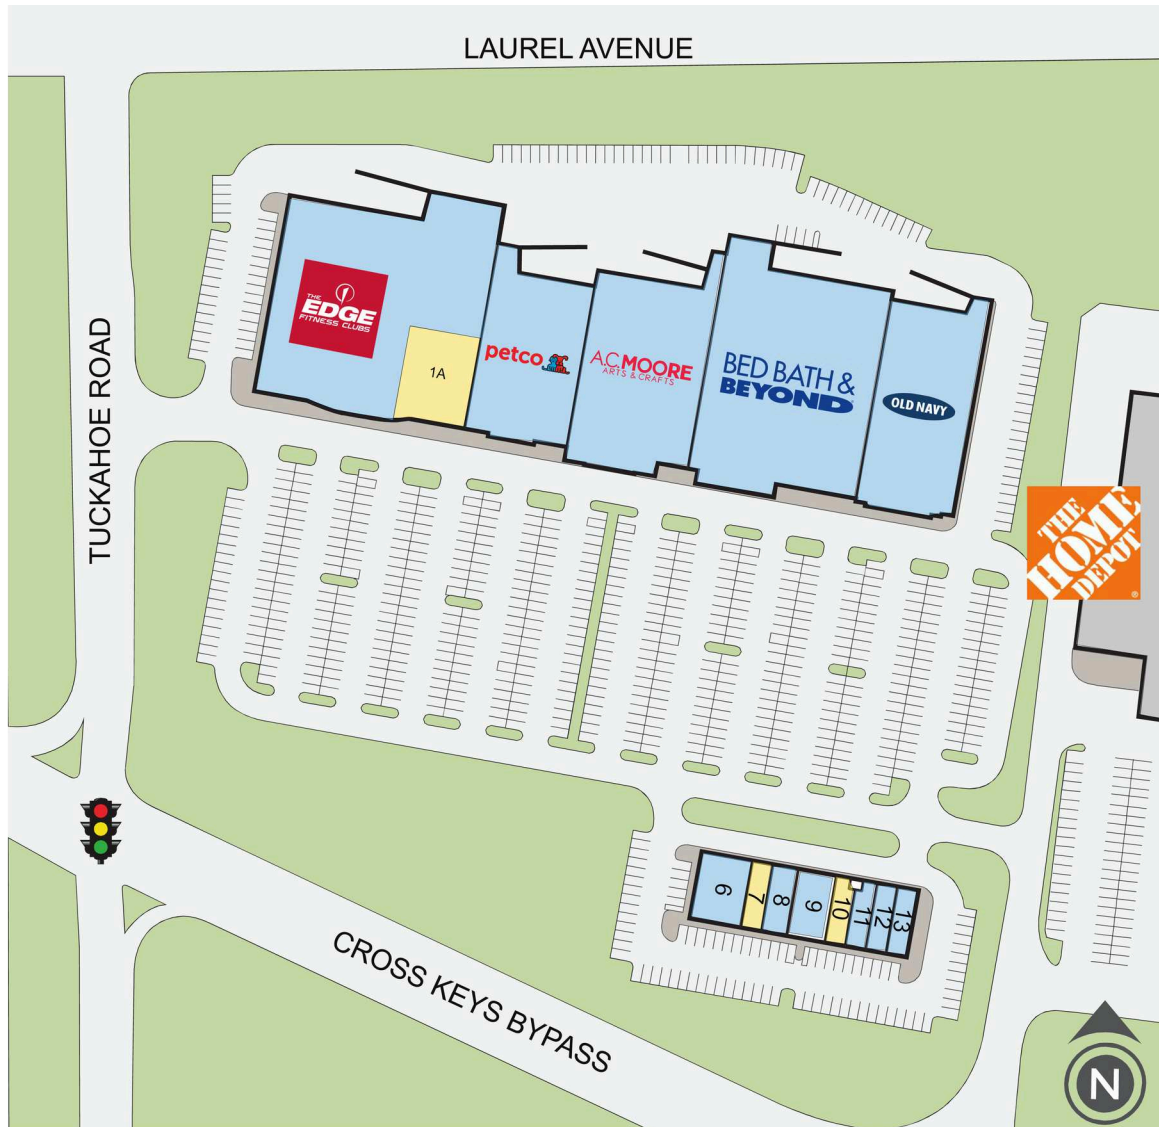 LAUREL AVENUE
TUCKAHOE ROAD
THE
EDGE
FITNESS CLUBS
1A
petco
A.C.MOORE
ARTS & CRAFTS
BED BATH &
BEYOND
OLD NAVY
THE
HOME
DEPOT
®
6
7
8
9
10
11
12
13
CROSS KEYS BYPASS
N